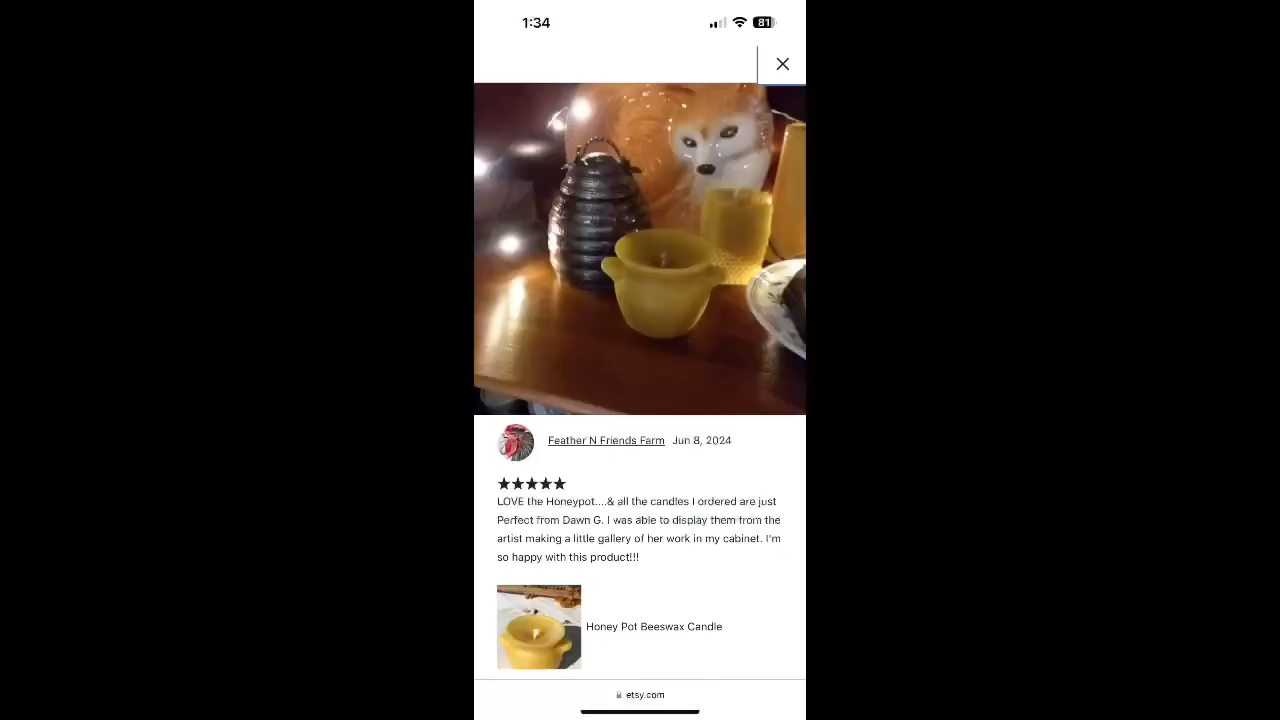 1:34
81
Feather N Friends Farm Jun 8, 2024
LOVE the Honeypot....& all the candles I ordered are just
Perfect from Dawn G. I was able to display them from the
artist making a little gallery of her work in my cabinet. I'm
so happy with this product!!!
Honey Pot Beeswax Candle
etsy.com